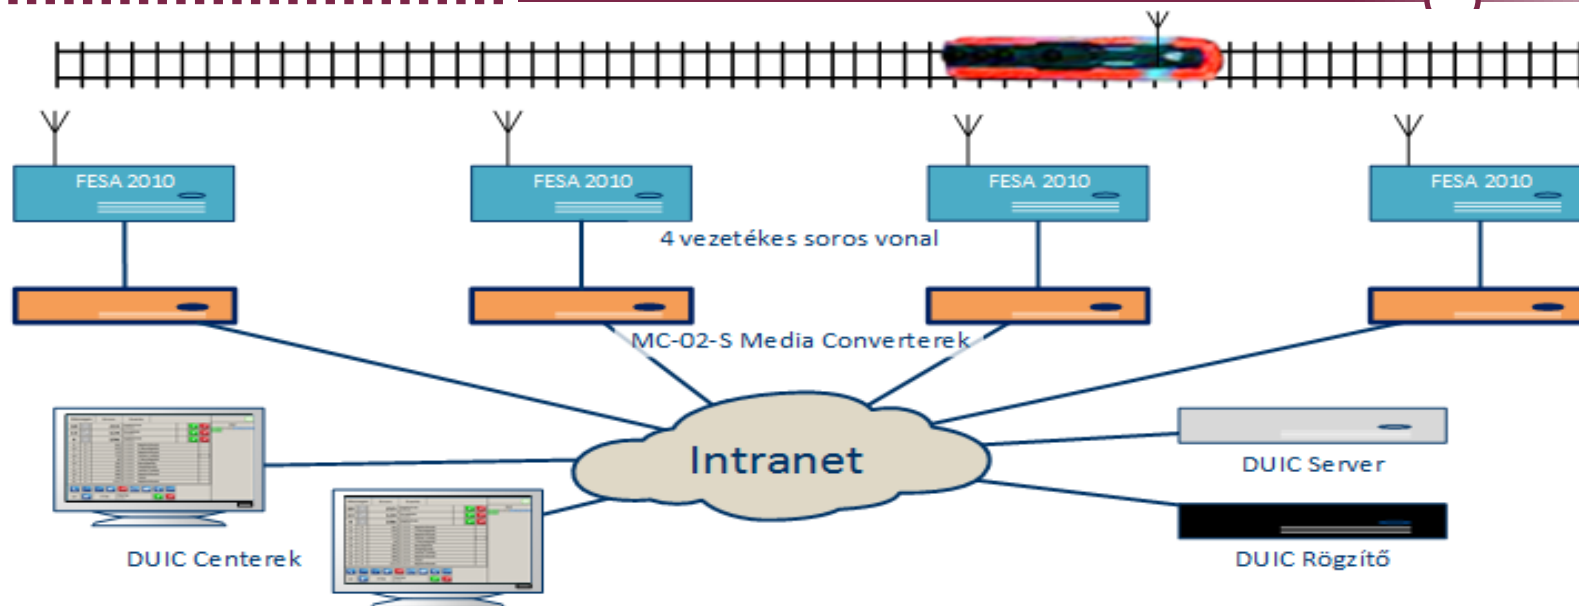 FESA 2010
FESA 2010
FESA 2010
FESA 2010
4 vezetékes soros vonal
MC-02-S Media Converterek
Intranet
DUIC Server
DUIC Centerek
DUIC Rögzítő